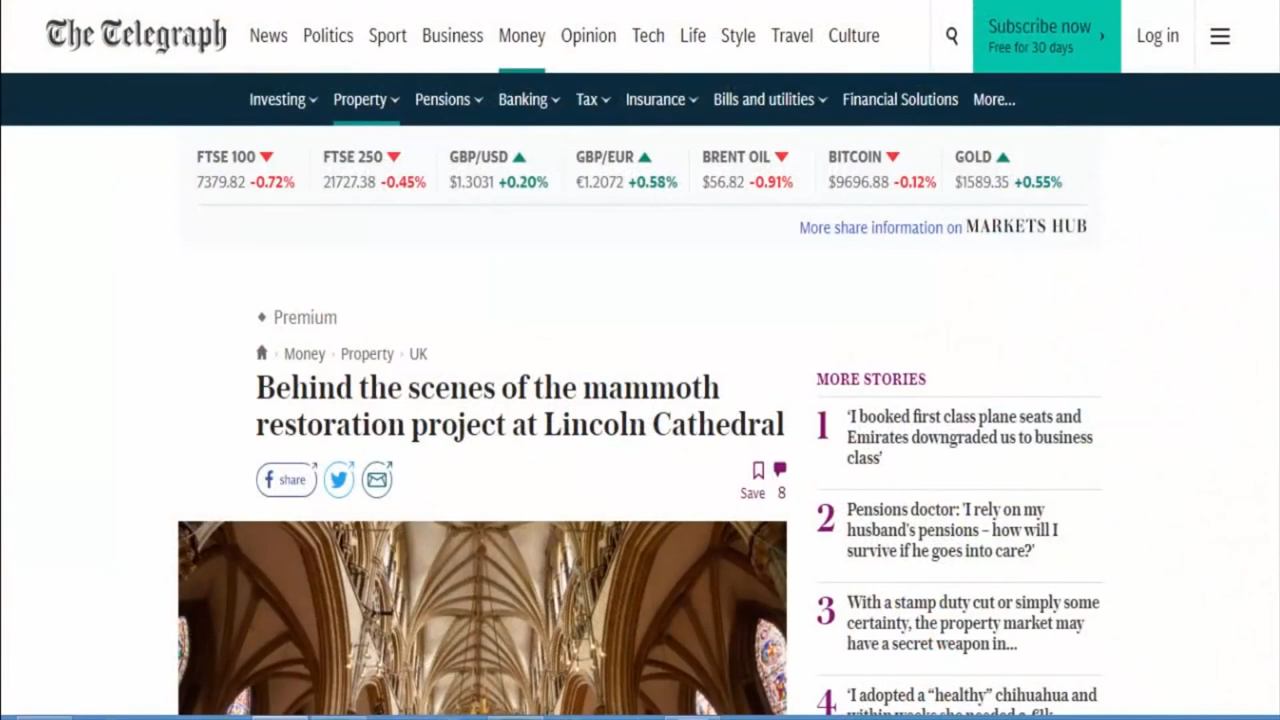 The Telegraph
News Politics Sport Business Money Opinion Tech Life Style Travel Culture
Subscribe now
Free for 30 days
Log in
Investing Property Pensions Banking Tax Insurance Bills and utilities Financial Solutions More...
FTSE 100 FTSE 250 GBP/USD GBP/EUR BRENT OIL BITCOIN GOLD
7379.82 -0.72% 21727.38 -0.45% $1.3031 +0.20% €1.2072 +0.58% $56.82 -0.91% $9696.88 -0.12% $1589.35 +0.55%
More share information on MARKETS HUB
Premium
Money Property UK
Behind the scenes of the mammoth
restoration project at Lincoln Cathedral
share
Save 8
MORE STORIES
1 'I booked first class plane seats and
Emirates downgraded us to business
class'
2 Pensions doctor: 'I rely on my
husband's pensions – how will I
survive if he goes into care?'
3 With a stamp duty cut or simply some
certainty, the property market may
have a secret weapon in...
4 'I adopted a “healthy” chihuahua and
within weeks she needed a